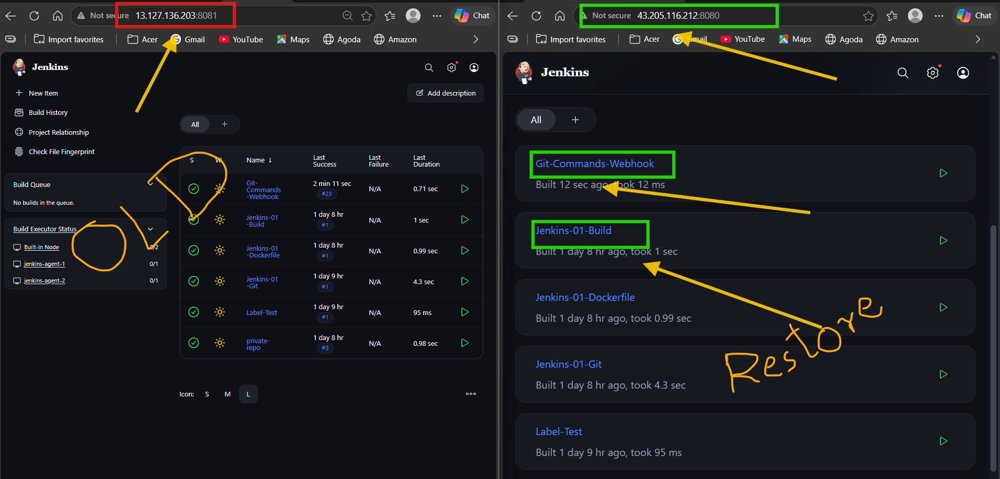 Not secure 13.127.136.203:8081
Chat
Import favorites Acer Gmail YouTube Maps Agoda Amazon
Jenkins
New Item
Add description
Build History
Project Relationship
Check File Fingerprint
All +
S W Name ↓ Last Success Last Failure Last Duration
Build Queue
No builds in the queue.
Build Executor Status
Built-In Node 0/2
jenkins-agent-1 0/1
jenkins-agent-2 0/1
Git-Commands-Webhook 2 min 11 sec #23 N/A 0.71 sec
Jenkins-01-Build 1 day 8 hr #1 N/A 1 sec
Jenkins-01-Dockerfile 1 day 8 hr #1 N/A 0.99 sec
Jenkins-01-Git 1 day 9 hr #1 N/A 4.3 sec
Label-Test 1 day 9 hr #1 N/A 95 ms
private-repo 1 day 8 hr #3 N/A 0.98 sec
Icon: S M L
Not secure 43.205.116.212:8080
Chat
Import favorites Acer Gmail YouTube Maps Agoda Amazon
Jenkins
All +
Git-Commands-Webhook
Built 12 sec ago, took 12 ms
Jenkins-01-Build
Built 1 day 8 hr ago, took 1 sec
Jenkins-01-Dockerfile
Built 1 day 8 hr ago, took 0.99 sec
Restore
Jenkins-01-Git
Built 1 day 8 hr ago, took 4.3 sec
Label-Test
Built 1 day 9 hr ago, took 95 ms